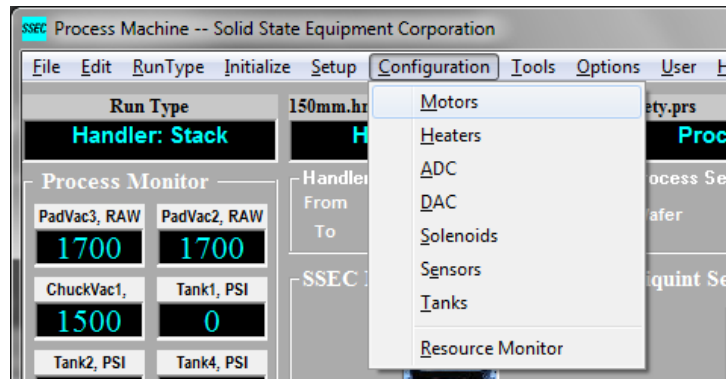 SSEC Process Machine -- Solid State Equipment Corporation
File Edit RunType Initialize Setup Configuration Tools Options User H
Run Type
150mm.hr
ety.prs
Handler: Stack
H
Proc
Motors
Heaters
ADC
DAC
Solenoids
Sensors
Tanks
Resource Monitor
Process Monitor
PadVac3, RAW PadVac2, RAW
1700 1700
ChuckVac1, Tank1, PSI
1500 0
Tank2, PSI Tank4, PSI
Handler
From
To
ocess Se
afer
SSEC
iquint Se